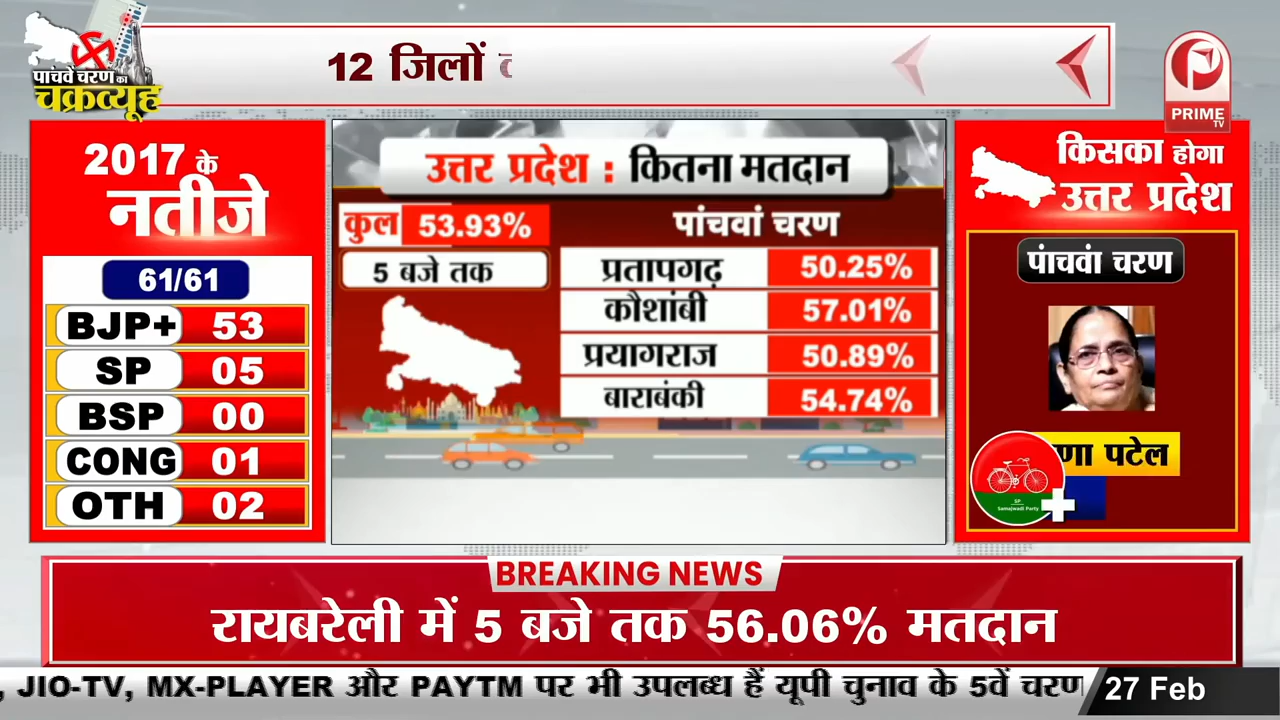 पांचवें चरण का
चक्रव्यूह
12 जिलों
PRIME
TV
2017 के
नतीजे
61/61
BJP+ 53
SP 05
BSP 00
CONG 01
OTH 02
उत्तर प्रदेश : कितना मतदान
कुल 53.93%
5 बजे तक
पांचवां चरण
प्रतापगढ़ 50.25%
कौशांबी 57.01%
प्रयागराज 50.89%
बाराबंकी 54.74%
किसका होगा
उत्तर प्रदेश
पांचवां चरण
पटेल
SP
Samajwadi Party
BREAKING NEWS
रायबरेली में 5 बजे तक 56.06% मतदान
, JIO-TV, MX-PLAYER और PAYTM पर भी उपलब्ध हैं यूपी चुनाव के 5वें चरण
27 Feb